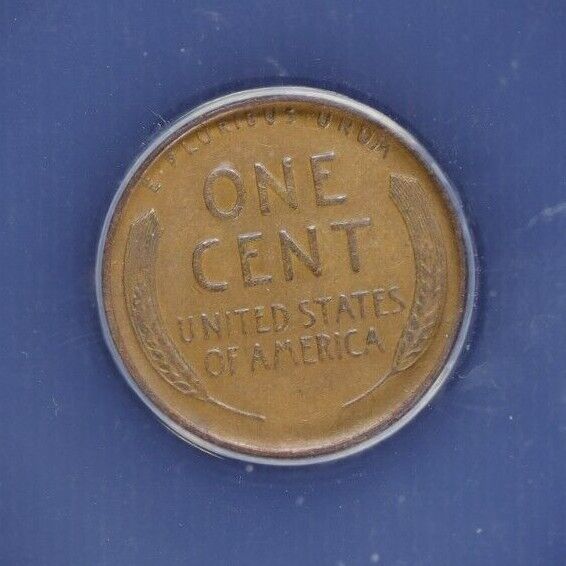 E. PLURIBUS UNUM
ONE
CENT
UNITED STATES
OF AMERICA